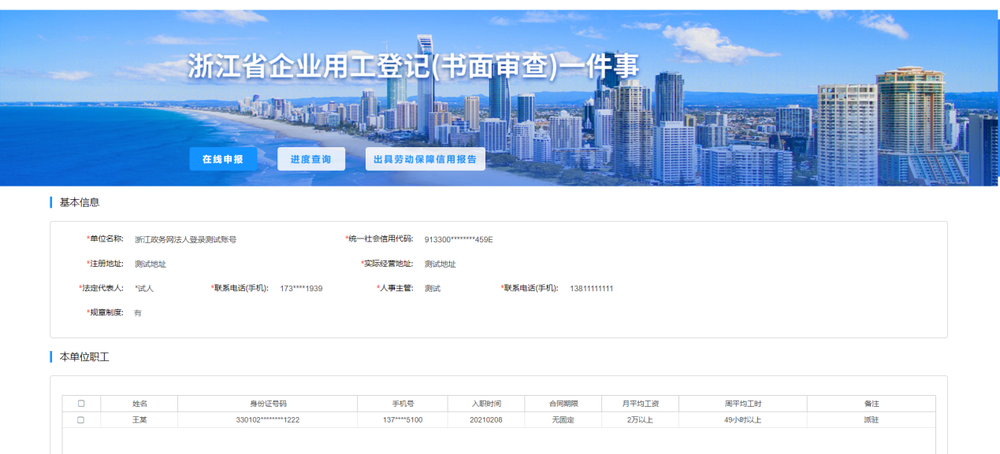 浙江省企业用工登记(书面审查)一件事
在线申报 进度查询 出具劳动保障信用报告
基本信息
*单位名称: 浙江政务网法人登录测试账号 *统一社会信用代码: 913300********459E
*注册地址: 测试地址 *实际经营地址: 测试地址
*法定代表人: *试人 *联系电话(手机): 173****1939 *人事主管: 测试 *联系电话(手机): 13811111111
*规章制度: 有
本单位职工
姓名 身份证号码 手机号 入职时间 合同期限 月平均工资 周平均工时 备注
王某 330102********1222 137****5100 20210208 无固定 2万以上 49小时以上 派驻